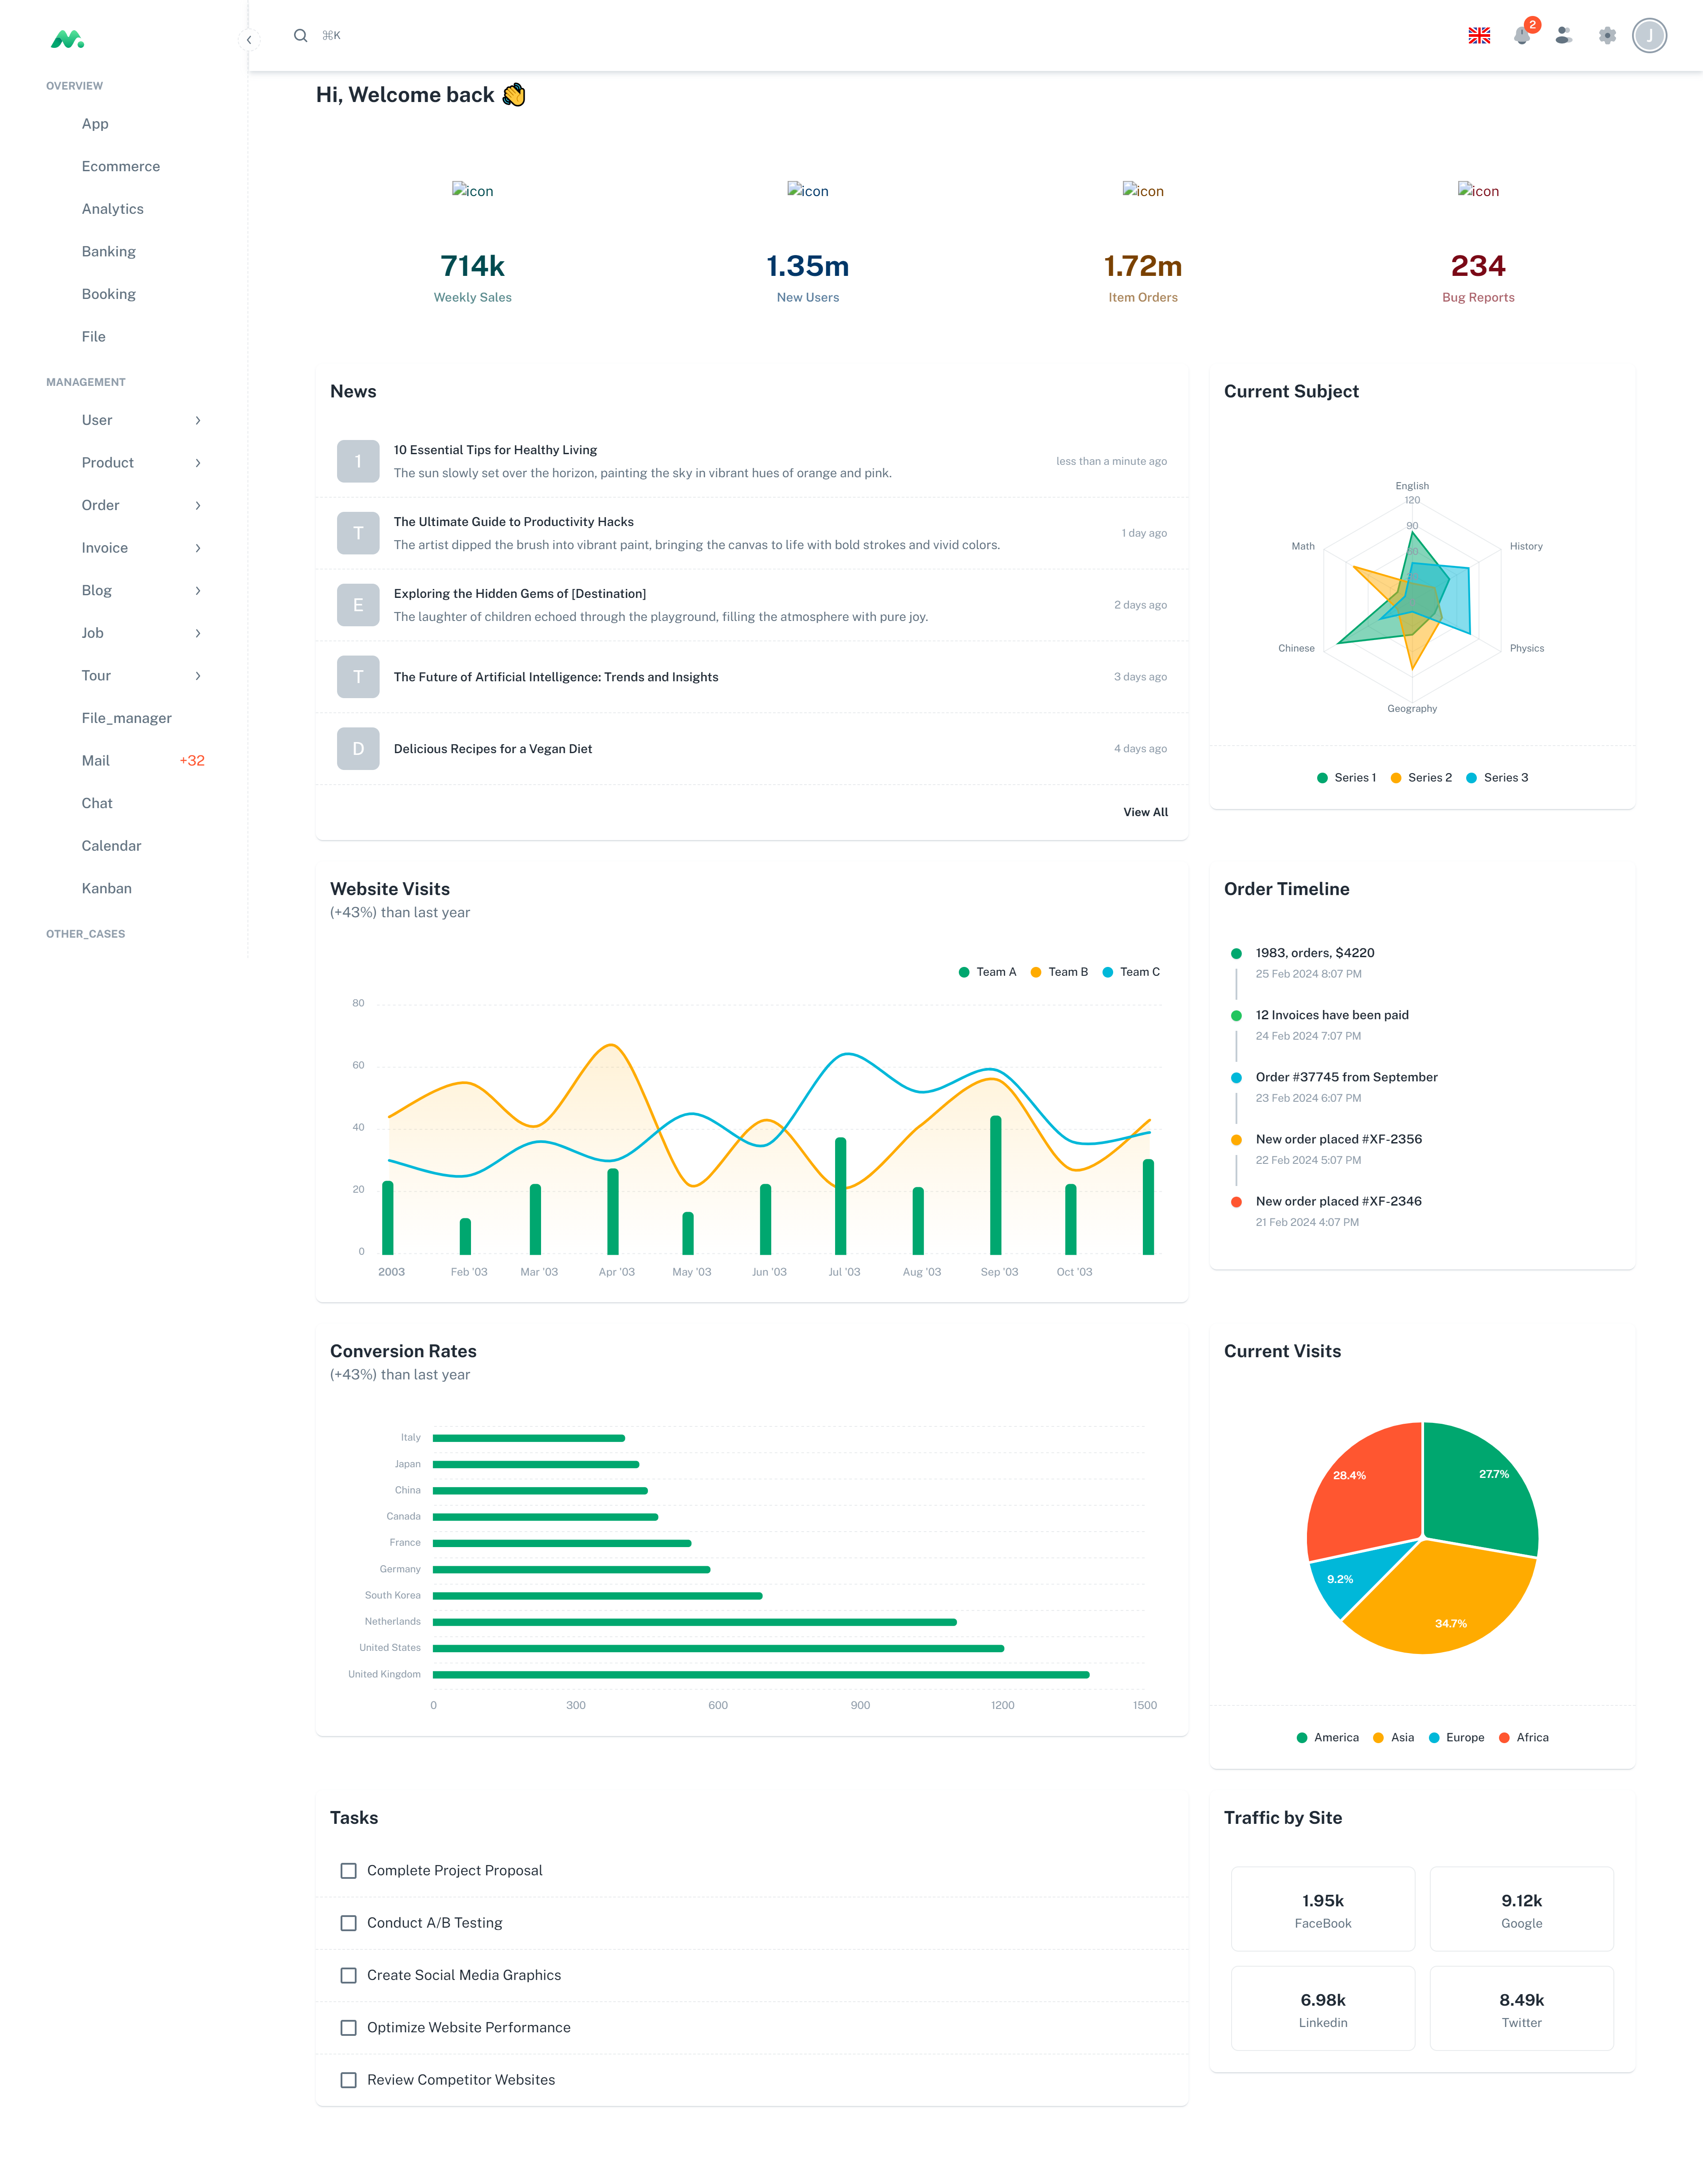 ⌘K
2
J
OVERVIEW
App
Ecommerce
Analytics
Banking
Booking
File
MANAGEMENT
User
Product
Order
Invoice
Blog
Job
Tour
File_manager
Mail +32
Chat
Calendar
Kanban
OTHER_CASES
Hi, Welcome back 👋
icon
714k
Weekly Sales
icon
1.35m
New Users
icon
1.72m
Item Orders
icon
234
Bug Reports
News
1
10 Essential Tips for Healthy Living
The sun slowly set over the horizon, painting the sky in vibrant hues of orange and pink.
less than a minute ago
T
The Ultimate Guide to Productivity Hacks
The artist dipped the brush into vibrant paint, bringing the canvas to life with bold strokes and vivid colors.
1 day ago
E
Exploring the Hidden Gems of [Destination]
The laughter of children echoed through the playground, filling the atmosphere with pure joy.
2 days ago
T
The Future of Artificial Intelligence: Trends and Insights
3 days ago
D
Delicious Recipes for a Vegan Diet
4 days ago
View All
Current Subject
English
120
90
60
Math
History
Chinese
Physics
Geography
Series 1 Series 2 Series 3
Website Visits
(+43%) than last year
Team A Team B Team C
80
60
40
20
0
2003 Feb '03 Mar '03 Apr '03 May '03 Jun '03 Jul '03 Aug '03 Sep '03 Oct '03
Order Timeline
1983, orders, $4220
25 Feb 2024 8:07 PM
12 Invoices have been paid
24 Feb 2024 7:07 PM
Order #37745 from September
23 Feb 2024 6:07 PM
New order placed #XF-2356
22 Feb 2024 5:07 PM
New order placed #XF-2346
21 Feb 2024 4:07 PM
Conversion Rates
(+43%) than last year
Italy
Japan
China
Canada
France
Germany
South Korea
Netherlands
United States
United Kingdom
0 300 600 900 1200 1500
Current Visits
28.4%
27.7%
9.2%
34.7%
America Asia Europe Africa
Tasks
Complete Project Proposal
Conduct A/B Testing
Create Social Media Graphics
Optimize Website Performance
Review Competitor Websites
Traffic by Site
1.95k
FaceBook
9.12k
Google
6.98k
Linkedin
8.49k
Twitter